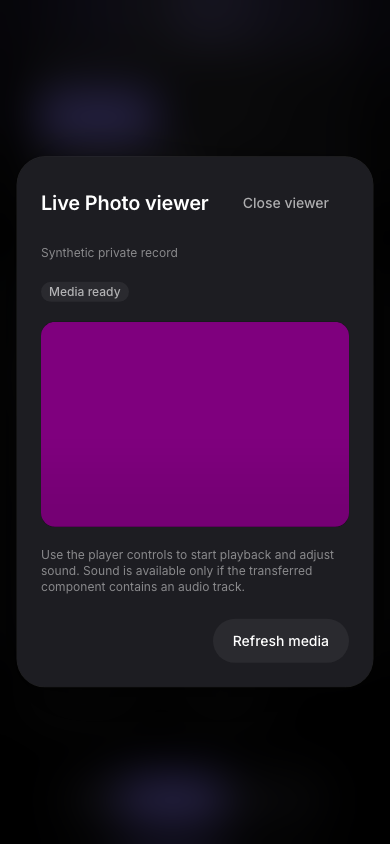 Live Photo viewer
Close viewer
Synthetic private record
Media ready
Use the player controls to start playback and adjust
sound. Sound is available only if the transferred
component contains an audio track.
Refresh media